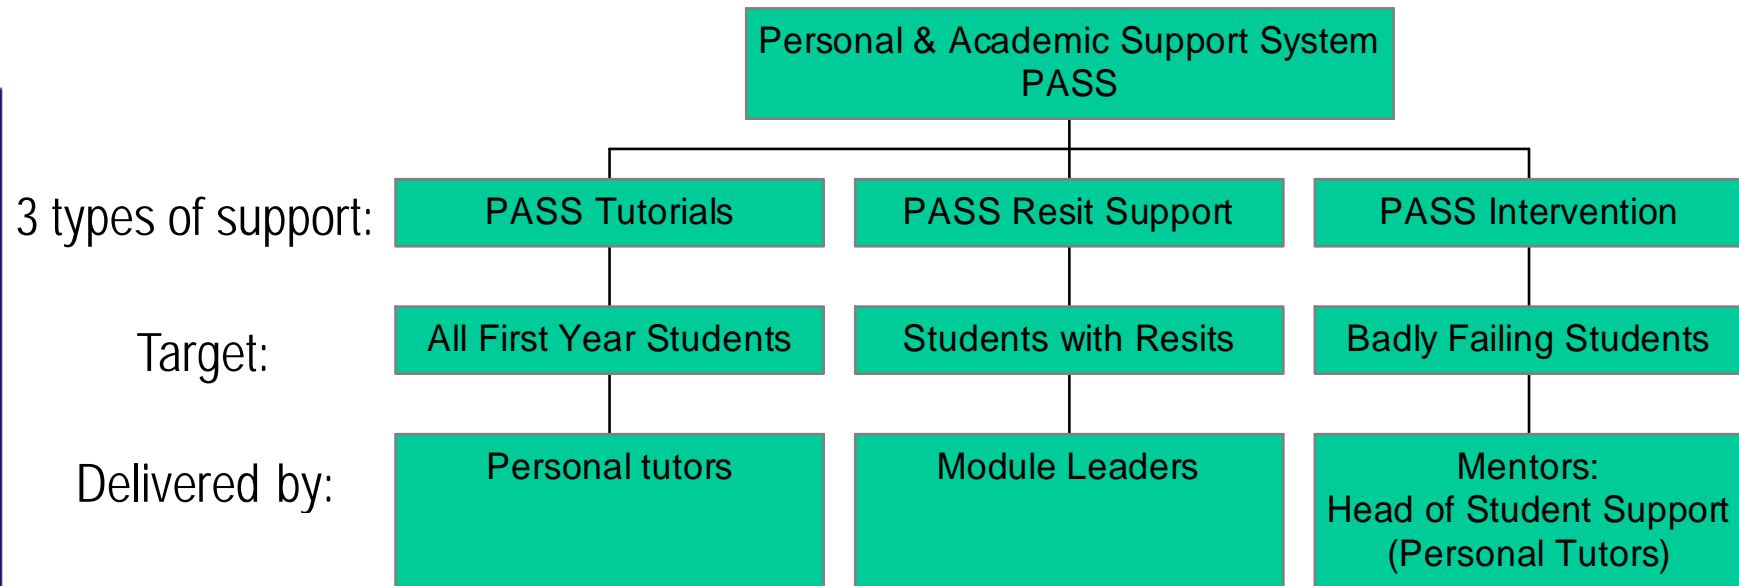 Personal & Academic Support System
PASS
3 types of support:
PASS Tutorials
PASS Resit Support
PASS Intervention
Target:
All First Year Students
Students with Resits
Badly Failing Students
Delivered by:
Personal tutors
Module Leaders
Mentors:
Head of Student Support
(Personal Tutors)